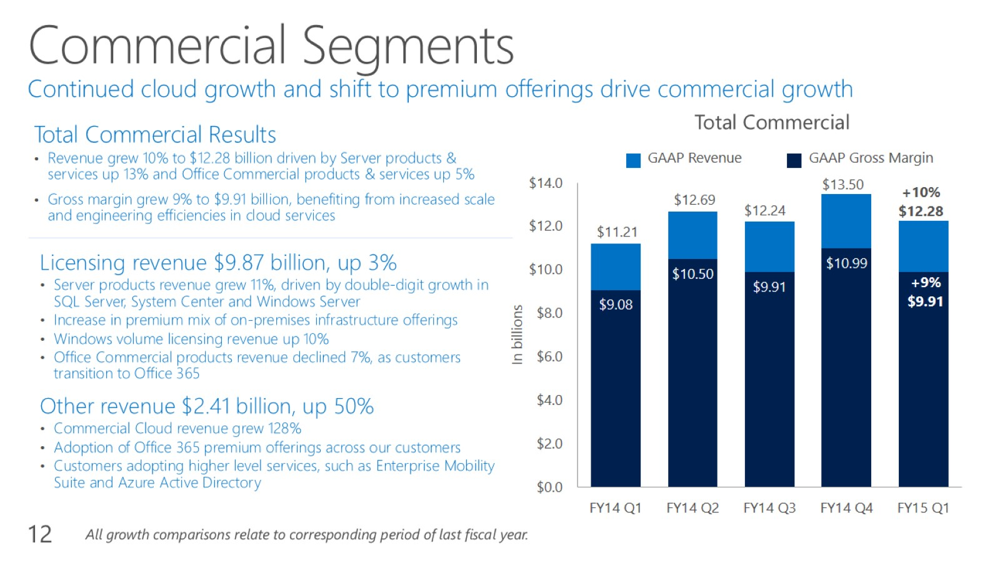 Commercial Segments
Continued cloud growth and shift to premium offerings drive commercial growth
Total Commercial Results
• Revenue grew 10% to $12.28 billion driven by Server products &
services up 13% and Office Commercial products & services up 5%
• Gross margin grew 9% to $9.91 billion, benefiting from increased scale
and engineering efficiencies in cloud services
Licensing revenue $9.87 billion, up 3%
• Server products revenue grew 11%, driven by double-digit growth in
SQL Server, System Center and Windows Server
• Increase in premium mix of on-premises infrastructure offerings
• Windows volume licensing revenue up 10%
• Office Commercial products revenue declined 7%, as customers
transition to Office 365
Other revenue $2.41 billion, up 50%
• Commercial Cloud revenue grew 128%
• Adoption of Office 365 premium offerings across our customers
• Customers adopting higher level services, such as Enterprise Mobility
Suite and Azure Active Directory
Total Commercial
GAAP Revenue
GAAP Gross Margin
In billions
$14.0
$12.0
$10.0
$8.0
$6.0
$4.0
$2.0
$0.0
$11.21
$9.08
$12.69
$10.50
$12.24
$9.91
$13.50
$10.99
+10%
$12.28
+9%
$9.91
FY14 Q1
FY14 Q2
FY14 Q3
FY14 Q4
FY15 Q1
12
All growth comparisons relate to corresponding period of last fiscal year.